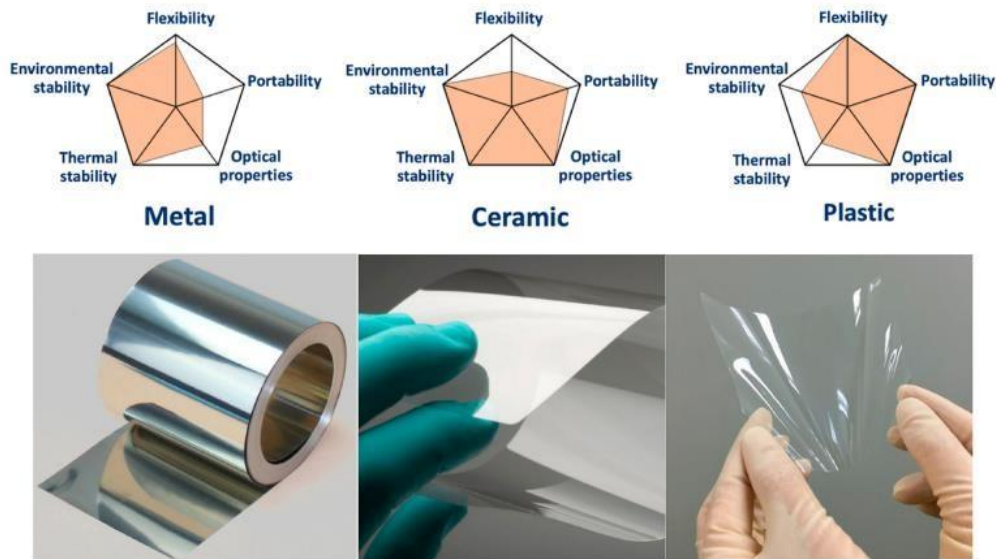 Flexibility
Environmental
stability
Portability
Thermal
stability
Optical
properties
Metal
Flexibility
Environmental
stability
Portability
Thermal
stability
Optical
properties
Ceramic
Flexibility
Environmental
stability
Portability
Thermal
stability
Optical
properties
Plastic